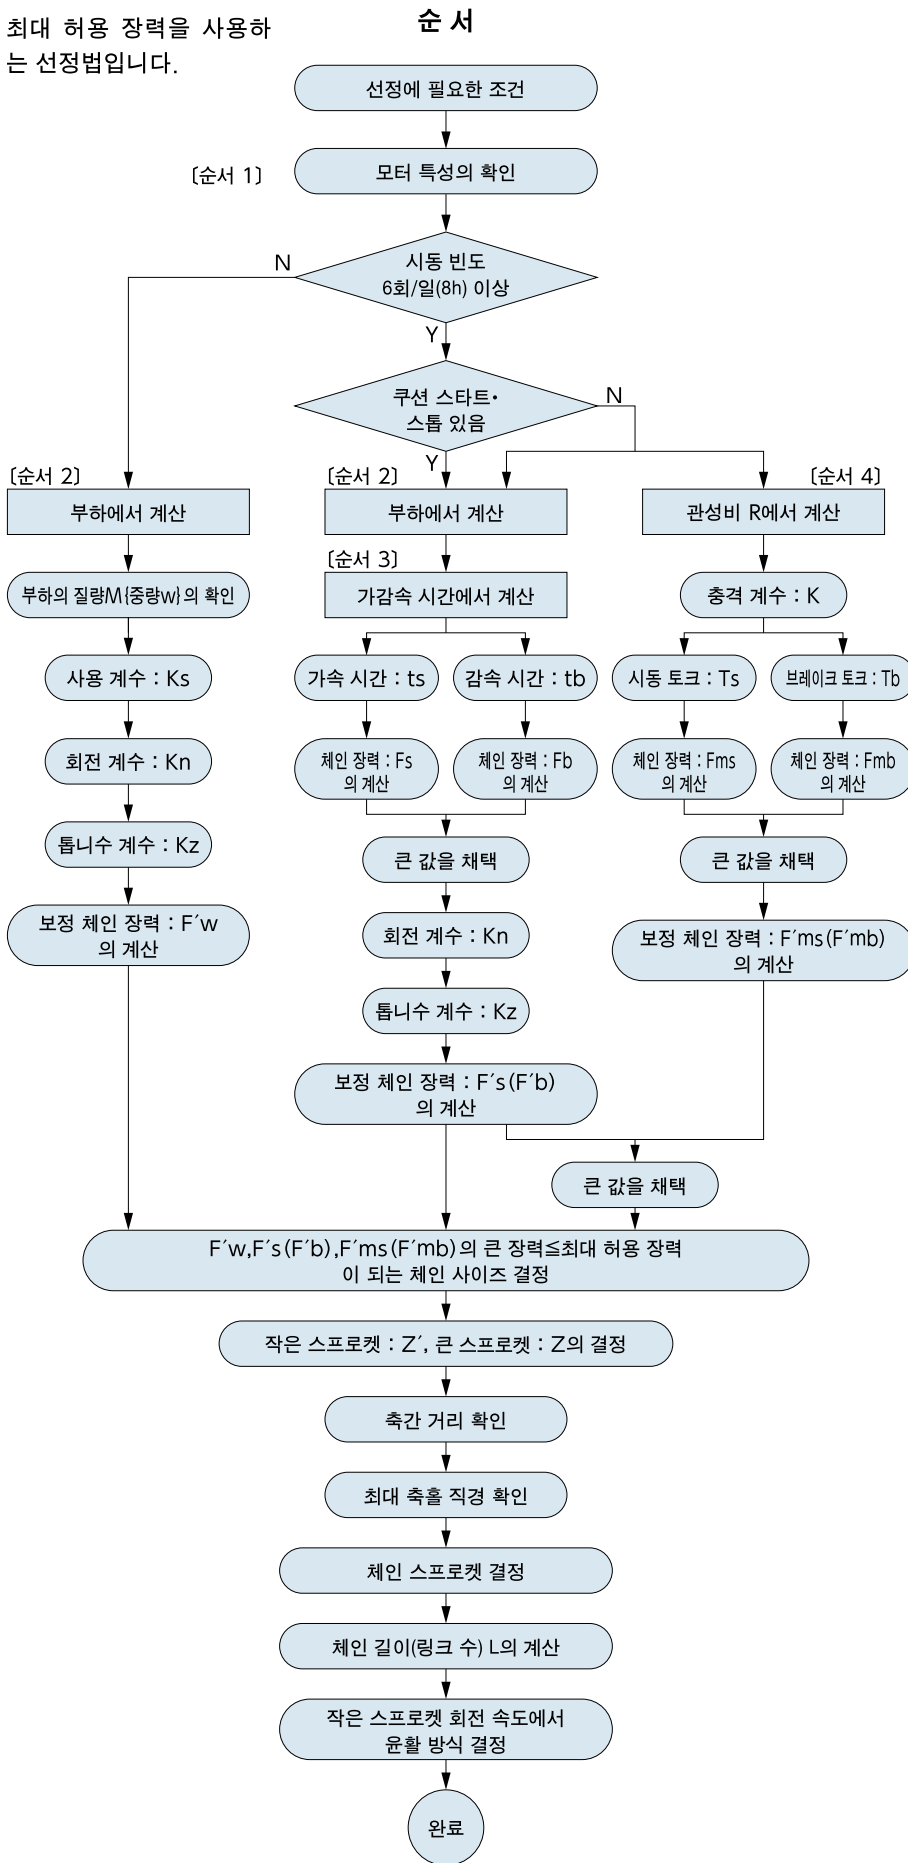 최대 허용 장력을 사용하
는 선정법입니다.
순 서
선정에 필요한 조건
〔순서 1〕
모터 특성의 확인
시동 빈도
6회/일(8h) 이상
N
Y
쿠션 스타트·
스톱 있음
N
Y
〔순서 2〕
부하에서 계산
부하의 질량M{중량w}의 확인
사용 계수 : Ks
회전 계수 : Kn
톱니수 계수 : Kz
보정 체인 장력 : F´w
의 계산
〔순서 2〕
부하에서 계산
〔순서 3〕
가감속 시간에서 계산
가속 시간 : ts
감속 시간 : tb
체인 장력 : Fs
의 계산
체인 장력 : Fb
의 계산
큰 값을 채택
회전 계수 : Kn
톱니수 계수 : Kz
보정 체인 장력 : F´s(F´b)
의 계산
〔순서 4〕
관성비 R에서 계산
충격 계수 : K
시동 토크 : Ts
브레이크 토크 : Tb
체인 장력 : Fms
의 계산
체인 장력 : Fmb
의 계산
큰 값을 채택
보정 체인 장력 : F´ms(F´mb)
의 계산
큰 값을 채택
F´w,F´s(F´b),F´ms(F´mb)의 큰 장력≦최대 허용 장력
이 되는 체인 사이즈 결정
작은 스프로켓 : Z´, 큰 스프로켓 : Z의 결정
축간 거리 확인
최대 축홀 직경 확인
체인 스프로켓 결정
체인 길이(링크 수) L의 계산
작은 스프로켓 회전 속도에서
윤활 방식 결정
완료